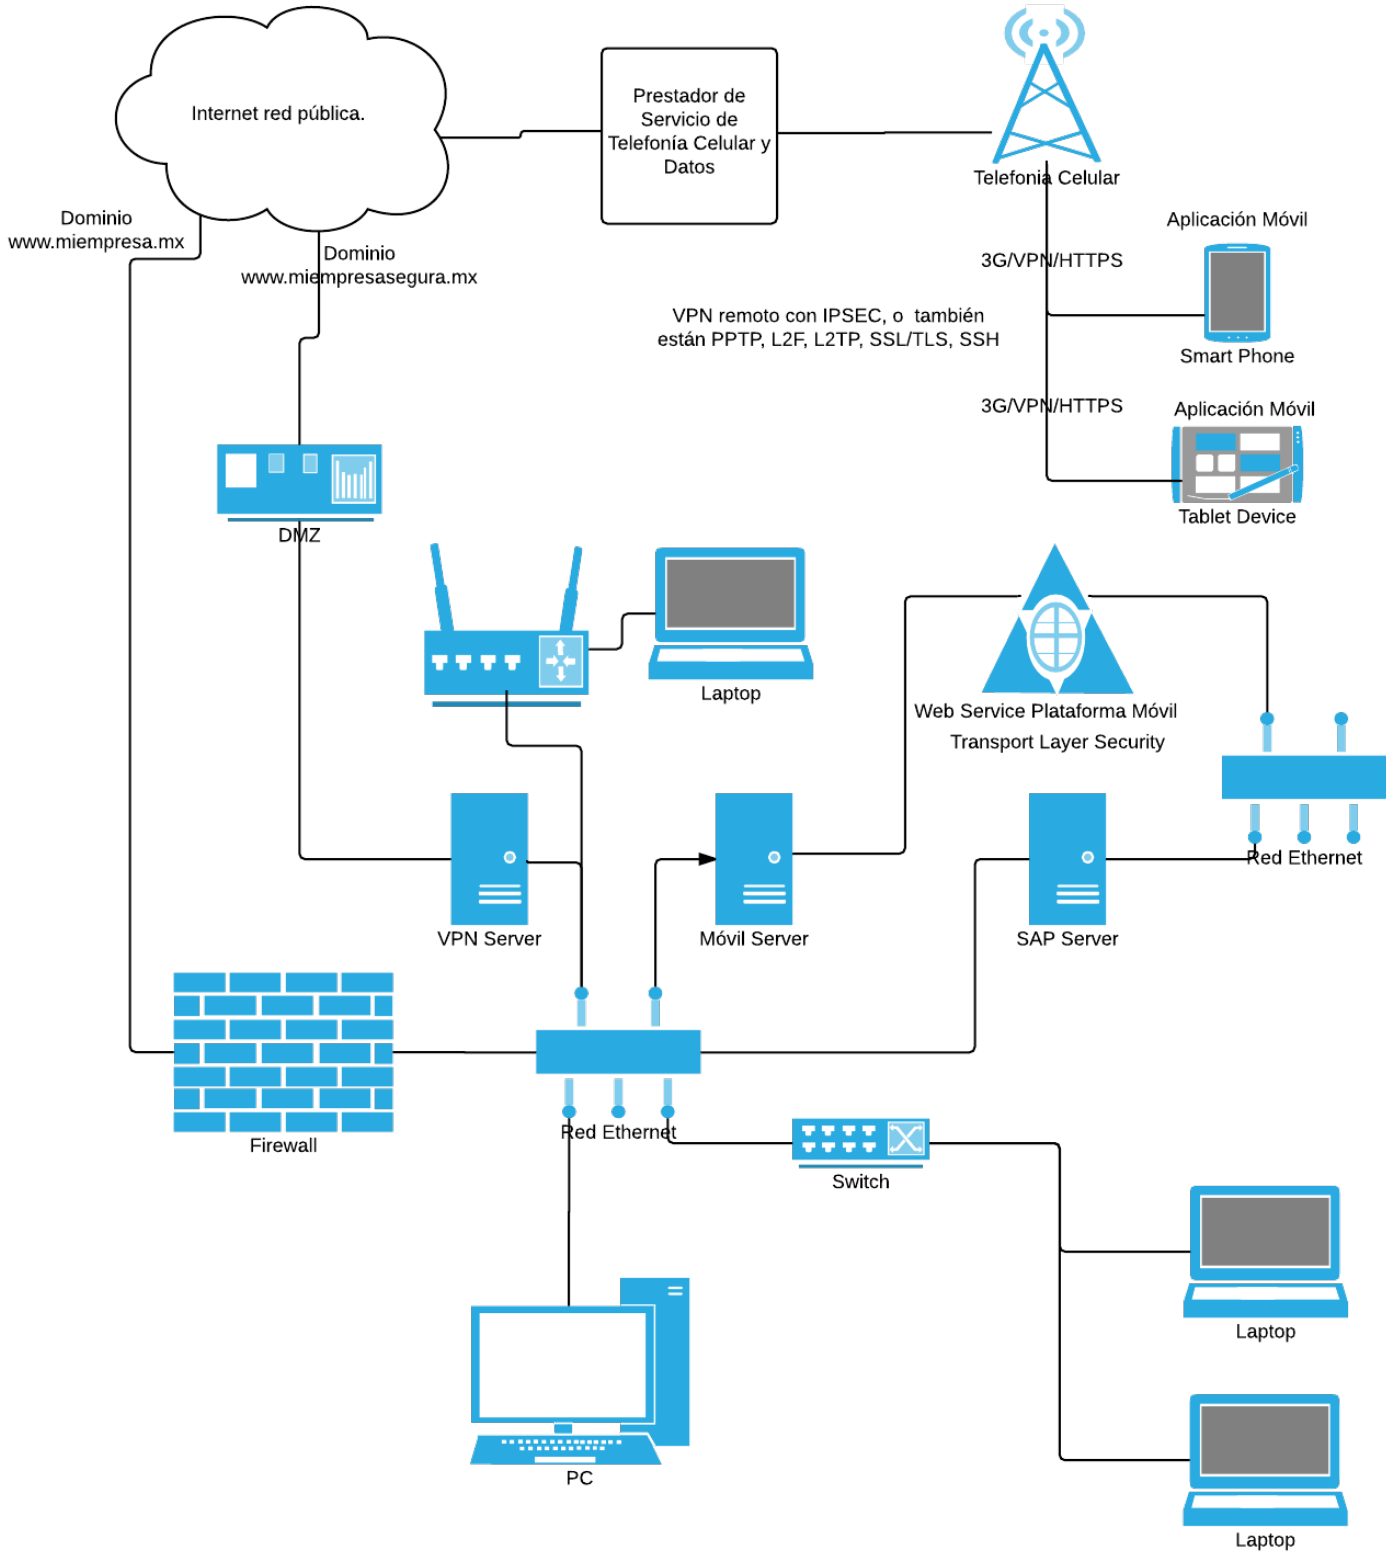 Internet red pública.
Prestador de
Servicio de
Telefonía Celular y
Datos
Telefonia Celular
Dominio
www.miempresa.mx
Dominio
www.miempresasegura.mx
Aplicación Móvil
3G/VPN/HTTPS
Smart Phone
VPN remoto con IPSEC, o también
están PPTP, L2F, L2TP, SSL/TLS, SSH
3G/VPN/HTTPS
Aplicación Móvil
Tablet Device
DMZ
Laptop
Web Service Plataforma Móvil
Transport Layer Security
Red Ethernet
VPN Server
Móvil Server
SAP Server
Firewall
Red Ethernet
Switch
Laptop
PC
Laptop